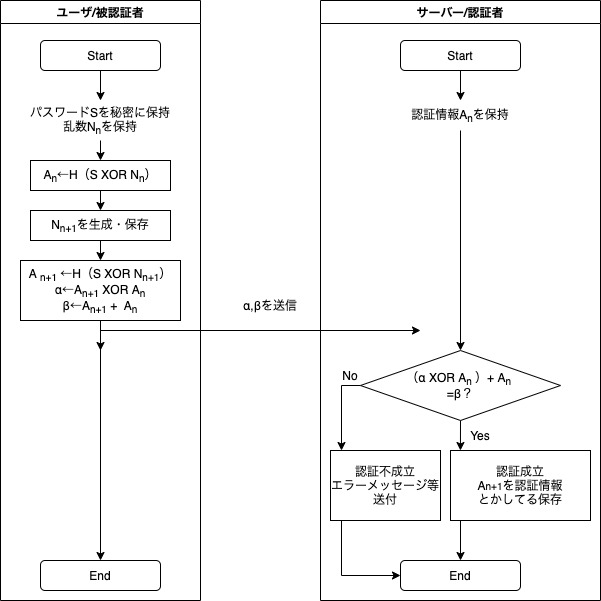 ユーザ/被認証者
Start
パスワードSを秘密に保持
乱数Nnを保持
An←H（S XOR Nn）
Nn+1を生成・保存
A n+1 ←H（S XOR Nn+1）
α←An+1 XOR An
β←An+1 + An
End
α,βを送信
サーバー/認証者
Start
認証情報Anを保持
（α XOR An ）+ An
=β？
No
Yes
認証不成立
エラーメッセージ等
送付
認証成立
An+1を認証情報
とかしてる保存
End